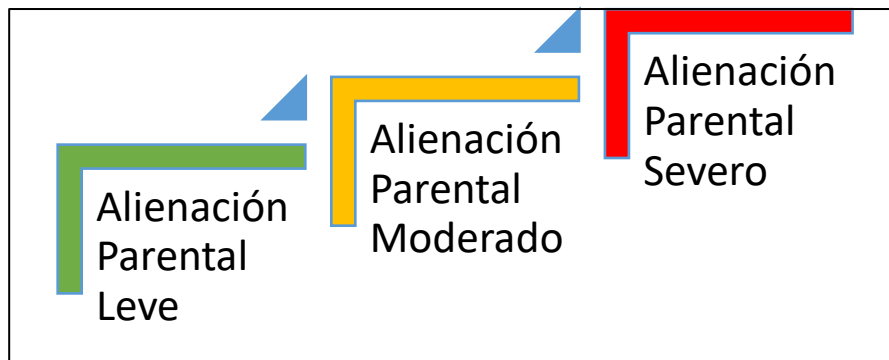 Alienación
Parental
Leve
Alienación
Parental
Moderado
Alienación
Parental
Severo